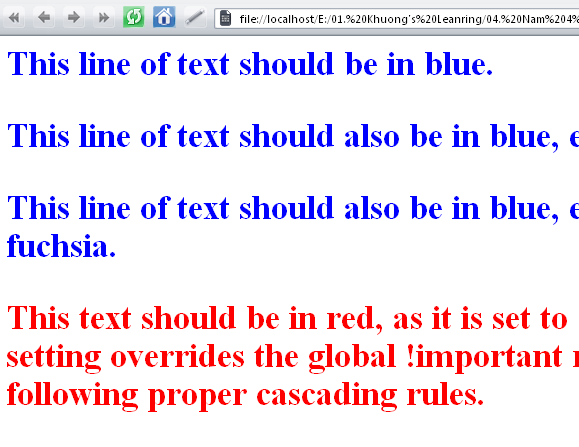 file://localhost/E:/01.%20Khuong's%20Leanring/04.%20Nam%204%
This line of text should be in blue.
This line of text should also be in blue, e
This line of text should also be in blue, e
fuchsia.
This text should be in red, as it is set to
setting overrides the global !important
following proper cascading rules.